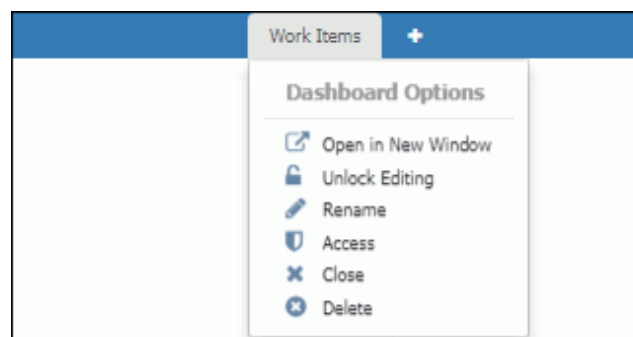 Work Items
Dashboard Options
Open in New Window
Unlock Editing
Rename
Access
Close
Delete